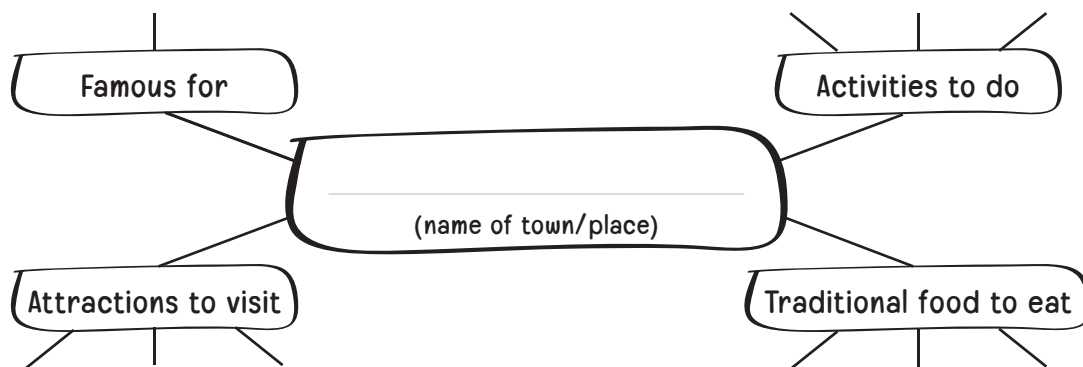 Famous for
Activities to do
(name of town/place)
Attractions to visit
Traditional food to eat